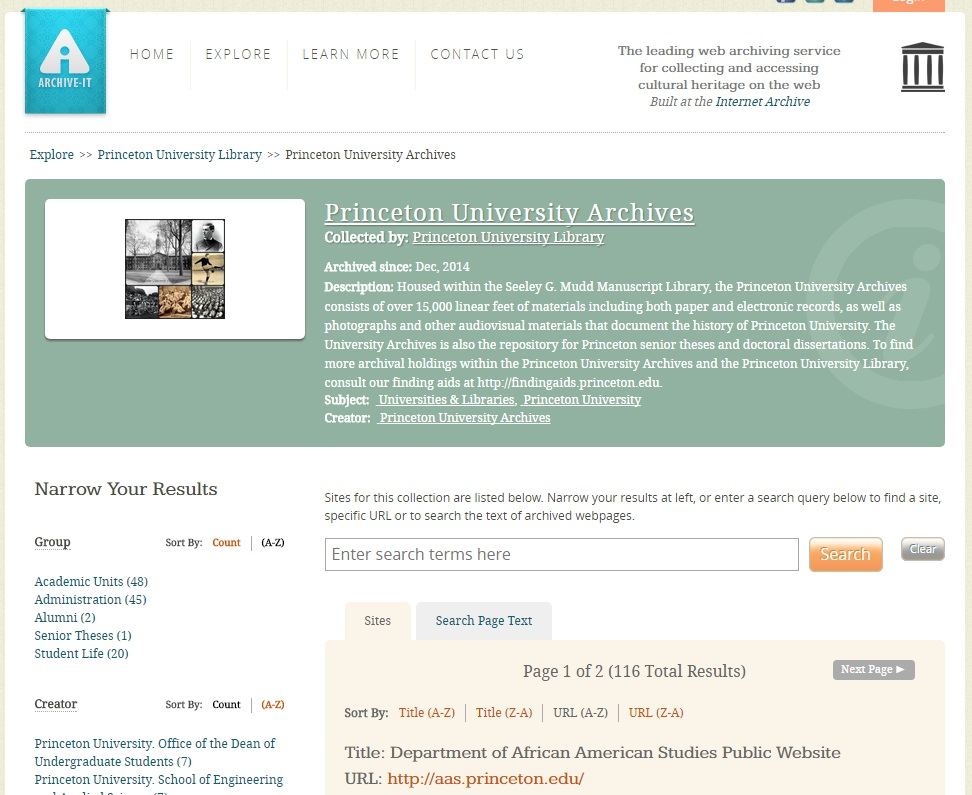 Login
HOME
EXPLORE
LEARN MORE
CONTACT US
The leading web archiving service
for collecting and accessing
cultural heritage on the web
Built at the Internet Archive
ARCHIVE-IT
Explore >> Princeton University Library >> Princeton University Archives
Princeton University Archives
Collected by: Princeton University Library
Archived since: Dec, 2014
Description: Housed within the Seeley G. Mudd Manuscript Library, the Princeton University Archives
consists of over 15,000 linear feet of materials including both paper and electronic records, as well as
photographs and other audiovisual materials that document the history of Princeton University. The
University Archives is also the repository for Princeton senior theses and doctoral dissertations. To find
more archival holdings within the Princeton University Archives and the Princeton University Library,
consult our finding aids at http://findingaids.princeton.edu.
Subject: Universities & Libraries, Princeton University
Creator: Princeton University Archives
Narrow Your Results
Group Sort By: Count (A-Z)
Academic Units (48)
Administration (45)
Alumni (2)
Senior Theses (1)
Student Life (20)
Creator Sort By: Count (A-Z)
Princeton University. Office of the Dean of
Undergraduate Students (7)
Princeton University. School of Engineering
Sites for this collection are listed below. Narrow your results at left, or enter a search query below to find a site,
specific URL or to search the text of archived webpages.
Enter search terms here Search Clear
Sites Search Page Text
Page 1 of 2 (116 Total Results) Next Page ►
Sort By: Title (A-Z) Title (Z-A) URL (A-Z) URL (Z-A)
Title: Department of African American Studies Public Website
URL: http://aas.princeton.edu/